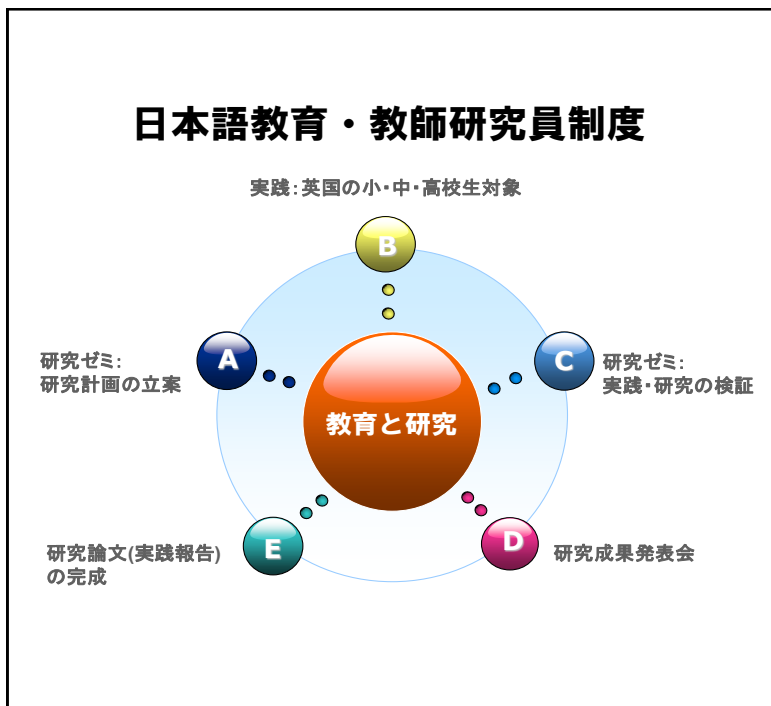 日本語教育・教師研究員制度
実践：英国の小・中・高校生対象
B
A
研究ゼミ：
研究計画の立案
C
研究ゼミ：
実践・研究の検証
教育と研究
E
研究論文(実践報告)
の完成
D
研究成果発表会